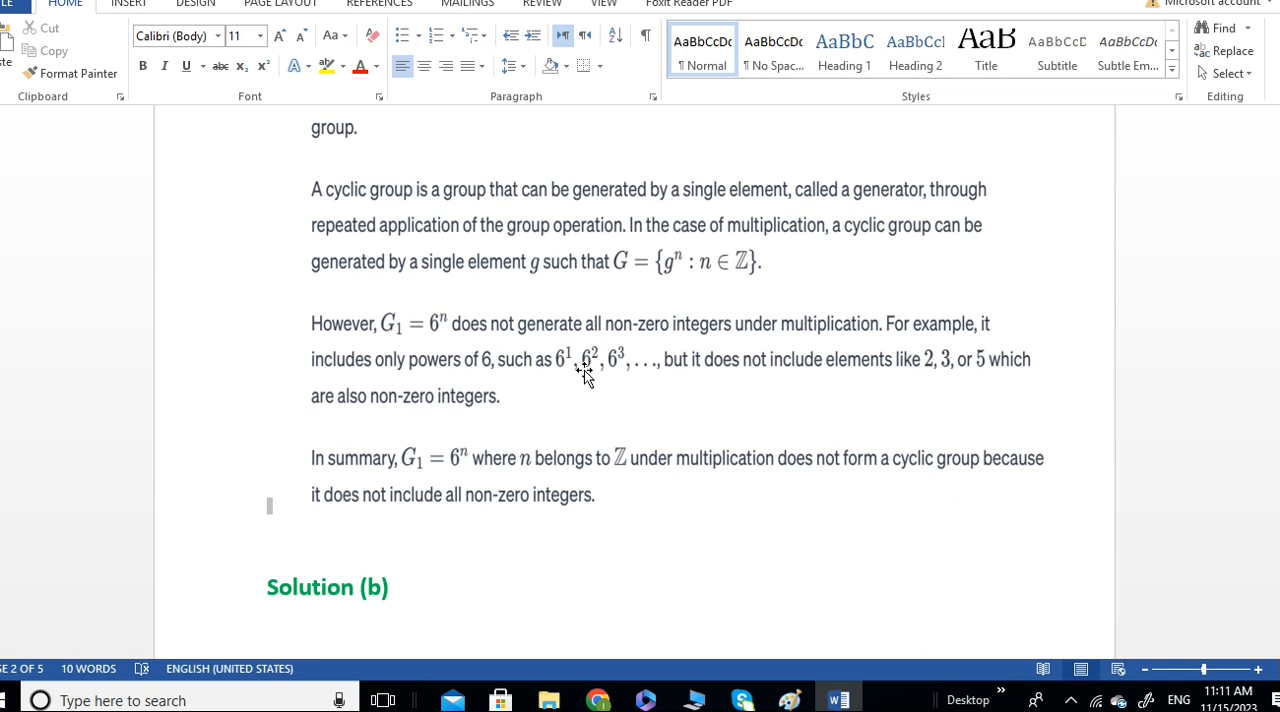 LE HOME INSERT DESIGN PAGE LAYOUT REFERENCES MAILINGS REVIEW VIEW Foxit Reader PDF Microsoft account
Cut
Copy
Format Painter
Clipboard
Calibri (Body) 11 Aa
B I U abc x₂ x² A ab A
Font
Paragraph
AaBbCcDc AaBbCcDc AaBbC AaBbCcl AaB AaBbCcD AaBbCcDc
¶ Normal ¶ No Spac... Heading 1 Heading 2 Title Subtitle Subtle Em...
Styles
Find
Replace
Select
Editing
group.
A cyclic group is a group that can be generated by a single element, called a generator, through
repeated application of the group operation. In the case of multiplication, a cyclic group can be
generated by a single element g such that G = {gⁿ : n ∈ ℤ}.
However, G₁ = 6ⁿ does not generate all non-zero integers under multiplication. For example, it
includes only powers of 6, such as 6¹, 6², 6³, . . ., but it does not include elements like 2, 3, or 5 which
are also non-zero integers.
In summary, G₁ = 6ⁿ where n belongs to ℤ under multiplication does not form a cyclic group because
it does not include all non-zero integers.
Solution (b)
GE 2 OF 5 10 WORDS ENGLISH (UNITED STATES)
Type here to search Desktop ENG 11:11 AM
11/15/2023